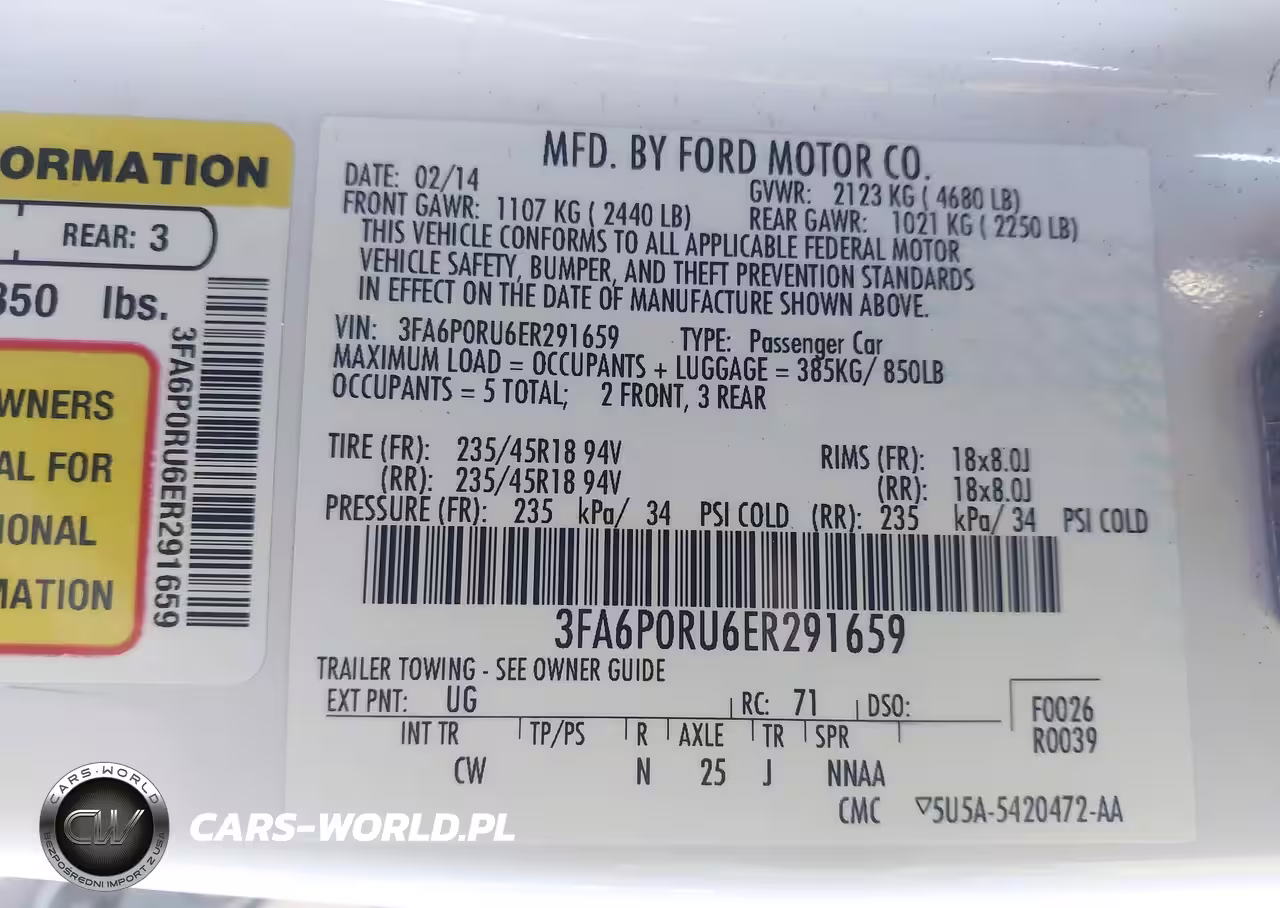 ORMATION
REAR: 3
350 lbs.
WNERS
AL FOR
IONAL
MATION
3FA6P0RU6ER291659
MFD. BY FORD MOTOR CO.
DATE: 02/14 GVWR: 2123 KG ( 4680 LB)
FRONT GAWR: 1107 KG ( 2440 LB) REAR GAWR: 1021 KG ( 2250 LB)
THIS VEHICLE CONFORMS TO ALL APPLICABLE FEDERAL MOTOR
VEHICLE SAFETY, BUMPER, AND THEFT PREVENTION STANDARDS
IN EFFECT ON THE DATE OF MANUFACTURE SHOWN ABOVE.
VIN: 3FA6P0RU6ER291659 TYPE: Passenger Car
MAXIMUM LOAD = OCCUPANTS + LUGGAGE = 385KG/ 850LB
OCCUPANTS = 5 TOTAL; 2 FRONT, 3 REAR
TIRE (FR): 235/45R18 94V RIMS (FR): 18x8.0J
(RR): 235/45R18 94V (RR): 18x8.0J
PRESSURE (FR): 235 kPa/ 34 PSI COLD (RR): 235 kPa/ 34 PSI COLD
3FA6P0RU6ER291659
TRAILER TOWING - SEE OWNER GUIDE
EXT PNT: UG RC: 71 DSO: F0026
INT TR TP/PS R AXLE TR SPR R0039
CW N 25 J NNAA
CMC ▽5U5A-5420472-AA
CARS-WORLD
CW
BEZPOŚREDNI IMPORT Z USA
CARS-WORLD.PL